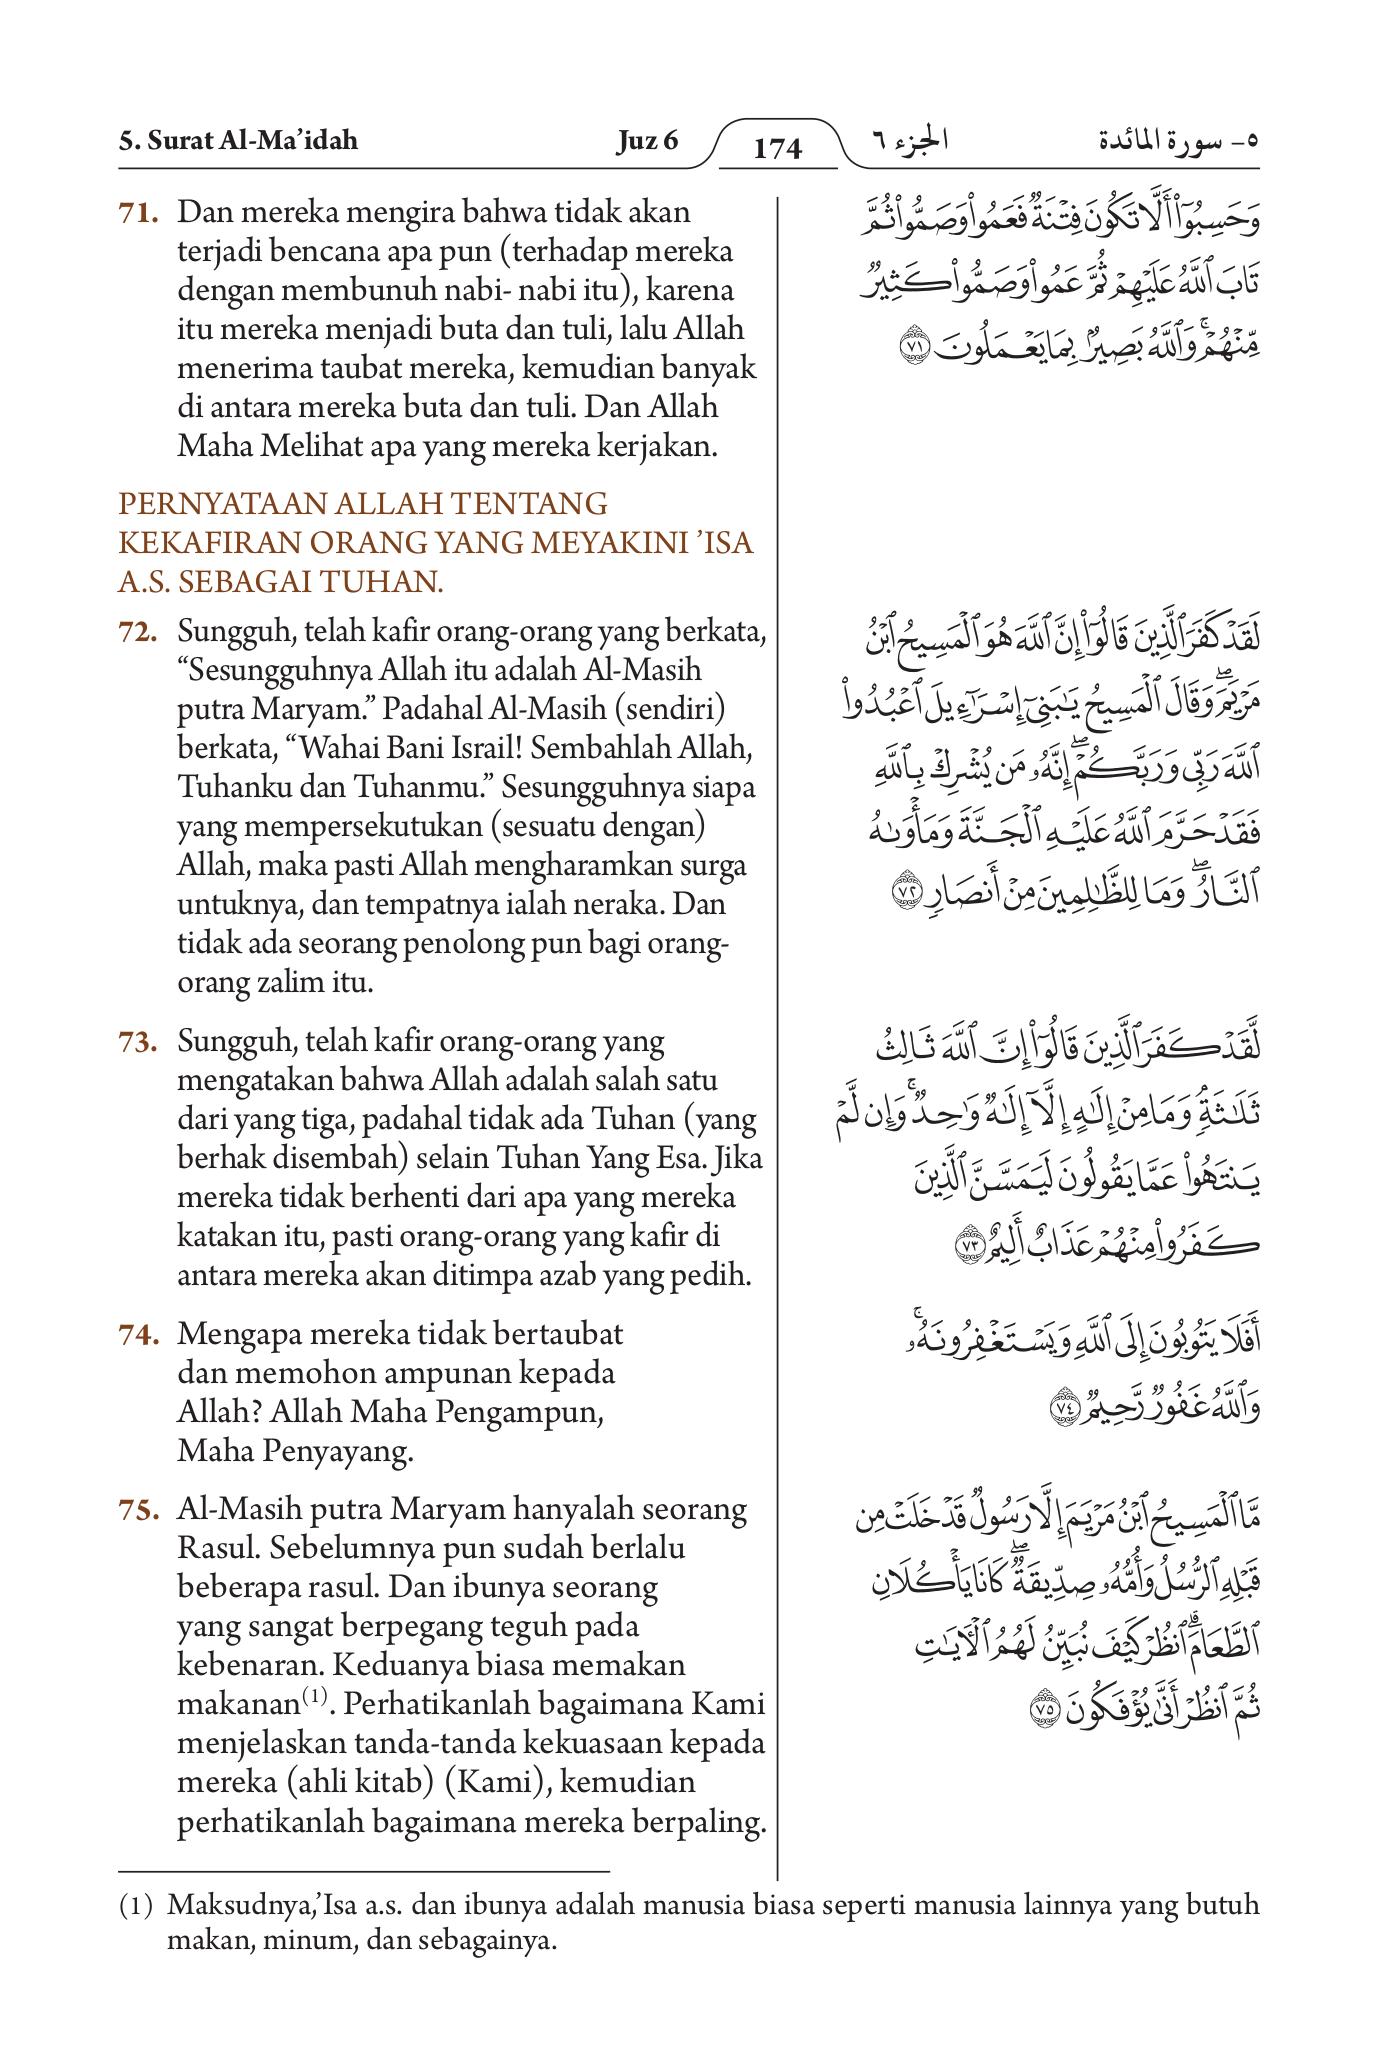 5. Surat Al-Ma’idah
Juz 6
174
الجزء ٦
٥- سورة المائدة
71. Dan mereka mengira bahwa tidak akan
terjadi bencana apa pun (terhadap mereka
dengan membunuh nabi- nabi itu), karena
itu mereka menjadi buta dan tuli, lalu Allah
menerima taubat mereka, kemudian banyak
di antara mereka buta dan tuli. Dan Allah
Maha Melihat apa yang mereka kerjakan.
PERNYATAAN ALLAH TENTANG
KEKAFIRAN ORANG YANG MEYAKINI ’ISA
A.S. SEBAGAI TUHAN.
72. Sungguh, telah kafir orang-orang yang berkata,
“Sesungguhnya Allah itu adalah Al-Masih
putra Maryam.” Padahal Al-Masih (sendiri)
berkata, “Wahai Bani Israil! Sembahlah Allah,
Tuhanku dan Tuhanmu.” Sesungguhnya siapa
yang mempersekutukan (sesuatu dengan)
Allah, maka pasti Allah mengharamkan surga
untuknya, dan tempatnya ialah neraka. Dan
tidak ada seorang penolong pun bagi orang-
orang zalim itu.
73. Sungguh, telah kafir orang-orang yang
mengatakan bahwa Allah adalah salah satu
dari yang tiga, padahal tidak ada Tuhan (yang
berhak disembah) selain Tuhan Yang Esa. Jika
mereka tidak berhenti dari apa yang mereka
katakan itu, pasti orang-orang yang kafir di
antara mereka akan ditimpa azab yang pedih.
74. Mengapa mereka tidak bertaubat
dan memohon ampunan kepada
Allah? Allah Maha Pengampun,
Maha Penyayang.
75. Al-Masih putra Maryam hanyalah seorang
Rasul. Sebelumnya pun sudah berlalu
beberapa rasul. Dan ibunya seorang
yang sangat berpegang teguh pada
kebenaran. Keduanya biasa memakan
makanan(1). Perhatikanlah bagaimana Kami
menjelaskan tanda-tanda kekuasaan kepada
mereka (ahli kitab) (Kami), kemudian
perhatikanlah bagaimana mereka berpaling.
وَحَسِبُوٓا۟ أَلَّا تَكُونَ فِتْنَةٌ فَعَمُوا۟ وَصَمُّوا۟ ثُمَّ
تَابَ ٱللَّهُ عَلَيْهِمْ ثُمَّ عَمُوا۟ وَصَمُّوا۟ كَثِيرٌ
مِّنْهُمْ ۚ وَٱللَّهُ بَصِيرٌۢ بِمَا يَعْمَلُونَ ٧١
لَقَدْ كَفَرَ ٱلَّذِينَ قَالُوٓا۟ إِنَّ ٱللَّهَ هُوَ ٱلْمَسِيحُ ٱبْنُ
مَرْيَمَ ۖ وَقَالَ ٱلْمَسِيحُ يَـٰبَنِىٓ إِسْرَٰٓءِيلَ ٱعْبُدُوا۟
ٱللَّهَ رَبِّى وَرَبَّكُمْ ۖ إِنَّهُۥ مَن يُشْرِكْ بِٱللَّهِ
فَقَدْ حَرَّمَ ٱللَّهُ عَلَيْهِ ٱلْجَنَّةَ وَمَأْوَىٰهُ
ٱلنَّارُ ۖ وَمَا لِلظَّـٰلِمِينَ مِنْ أَنصَارٍ ٧٢
لَّقَدْ كَفَرَ ٱلَّذِينَ قَالُوٓا۟ إِنَّ ٱللَّهَ ثَالِثُ
ثَلَـٰثَةٍ ۘ وَمَا مِنْ إِلَـٰهٍ إِلَّآ إِلَـٰهٌ وَٰحِدٌ ۚ وَإِن لَّمْ
يَنتَهُوا۟ عَمَّا يَقُولُونَ لَيَمَسَّنَّ ٱلَّذِينَ
كَفَرُوا۟ مِنْهُمْ عَذَابٌ أَلِيمٌ ٧٣
أَفَلَا يَتُوبُونَ إِلَى ٱللَّهِ وَيَسْتَغْفِرُونَهُۥ ۚ
وَٱللَّهُ غَفُورٌ رَّحِيمٌ ٧٤
مَّا ٱلْمَسِيحُ ٱبْنُ مَرْيَمَ إِلَّا رَسُولٌ قَدْ خَلَتْ مِن
قَبْلِهِ ٱلرُّسُلُ وَأُمُّهُۥ صِدِّيقَةٌ ۖ كَانَا يَأْكُلَانِ
ٱلطَّعَامَ ۗ ٱنظُرْ كَيْفَ نُبَيِّنُ لَهُمُ ٱلْـَٔايَـٰتِ
ثُمَّ ٱنظُرْ أَنَّىٰ يُؤْفَكُونَ ٧٥
(1) Maksudnya,’Isa a.s. dan ibunya adalah manusia biasa seperti manusia lainnya yang butuh
makan, minum, dan sebagainya.